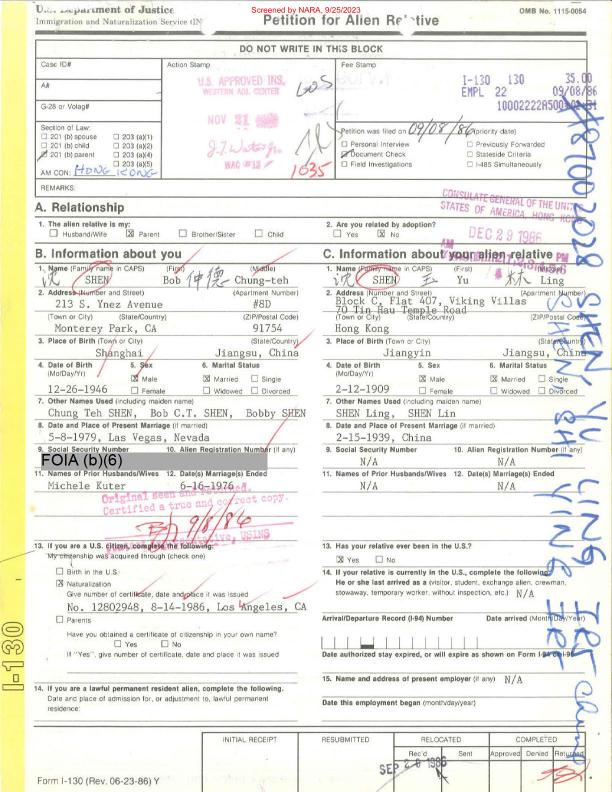 Screened by NARA, 9/25/2023
U.S. Department of Justice
Immigration and Naturalization Service (IN
Petition for Alien Relative
OMB No. 1115-0054
DO NOT WRITE IN THIS BLOCK
Case ID#
Action Stamp
Fee Stamp
A#
G-28 or Volag#
U.S. APPROVED INS.
WESTERN ADJ. CENTER
NOV 21
WAC #13
1035
I-130 130 35.00
EMPL 22 09/08/86
Section of Law:
☐ 201 (b) spouse ☐ 203 (a)(1)
☐ 201 (b) child ☐ 203 (a)(2)
☑ 201 (b) parent ☐ 203 (a)(4)
☐ 203 (a)(5)
AM CON: HONG KONG
Petition was filed on 09/08/86 (priority date)
☐ Personal Interview ☐ Previously Forwarded
☑ Document Check ☐ Stateside Criteria
☐ Field Investigations ☐ I-485 Simultaneously
REMARKS:
CONSULATE GENERAL OF THE UNITE
STATES OF AMERICA, HONG KONG
DEC 29 1986
AM PM
A. Relationship
1. The alien relative is my:
☐ Husband/Wife ☒ Parent ☐ Brother/Sister ☐ Child
2. Are you related by adoption?
☐ Yes ☒ No
B. Information about you
1. Name (Family name in CAPS) (First) (Middle)
沈 SHEN Bob 仲德 Chung-teh
2. Address (Number and Street) (Apartment Number)
213 S. Ynez Avenue #8D
(Town or City) (State/Country) (ZIP/Postal Code)
Monterey Park, CA 91754
3. Place of Birth (Town or City) (State/Country)
Shanghai Jiangsu, China
4. Date of Birth (Mo/Day/Yr) 5. Sex 6. Marital Status
☒ Male ☒ Married ☐ Single
12-26-1946 ☐ Female ☐ Widowed ☐ Divorced
7. Other Names Used (including maiden name)
Chung Teh SHEN, Bob C.T. SHEN, Bobby SHEN
8. Date and Place of Present Marriage (if married)
5-8-1979, Las Vegas, Nevada
9. Social Security Number 10. Alien Registration Number (if any)
FOIA (b)(6)
11. Names of Prior Husbands/Wives 12. Date(s) Marriage(s) Ended
Michele Kuter 6-16-1976
Original seen and returned.
Certified a true and correct copy.
9/8/86
USINS
13. If you are a U.S. citizen, complete the following:
My citizenship was acquired through (check one)
☐ Birth in the U.S.
☒ Naturalization
Give number of certificate, date and place it was issued
No. 12802948, 8-14-1986, Los Angeles, CA
☐ Parents
Have you obtained a certificate of citizenship in your own name?
☐ Yes ☐ No
If "Yes", give number of certificate, date and place it was issued
14. If you are a lawful permanent resident alien, complete the following.
Date and place of admission for, or adjustment to, lawful permanent
residence:
C. Information about your alien relative
1. Name (Family name in CAPS) (First) (Middle)
沈 SHEN 玉 Yu 林 Ling
2. Address (Number and Street) (Apartment Number)
Block C, Flat 407, Viking Villas
70 Tin Rau Temple Road
(Town or City) (State/Country) (ZIP/Postal
Hong Kong
3. Place of Birth (Town or City) (State/Country)
Jiangyin Jiangsu, China
4. Date of Birth (Mo/Day/Yr) 5. Sex 6. Marital Status
☒ Male ☒ Married ☐ Single
2-12-1909 ☐ Female ☐ Widowed ☐ Divorced
7. Other Names Used (including maiden name)
SHEN Ling, SHEN Lin
8. Date and Place of Present Marriage (if married)
2-15-1939, China
9. Social Security Number 10. Alien Registration Number (if any)
N/A N/A
11. Names of Prior Husbands/Wives 12. Date(s) Marriage(s) Ended
N/A N/A
13. Has your relative ever been in the U.S.?
☒ Yes ☐ No
14. If your relative is currently in the U.S., complete the following:
He or she last arrived as a (visitor, student, exchange alien, crewman,
stowaway, temporary worker, without inspection, etc.) N/A
Arrival/Departure Record (I-94) Number Date arrived (Month/Day/Year)
Date authorized stay expired, or will expire as shown on Form I-94 or I-95
15. Name and address of present employer (if any) N/A
Date this employment began (month/day/year)
INITIAL RECEIPT
RESUBMITTED
RELOCATED
COMPLETED
Rec'd
Sent
Approved
Denied
Returned
SEP 1986
Form I-130 (Rev. 06-23-86) Y
I-130
SHEN, YU LING IR5
SHEN, SHI YING IR5